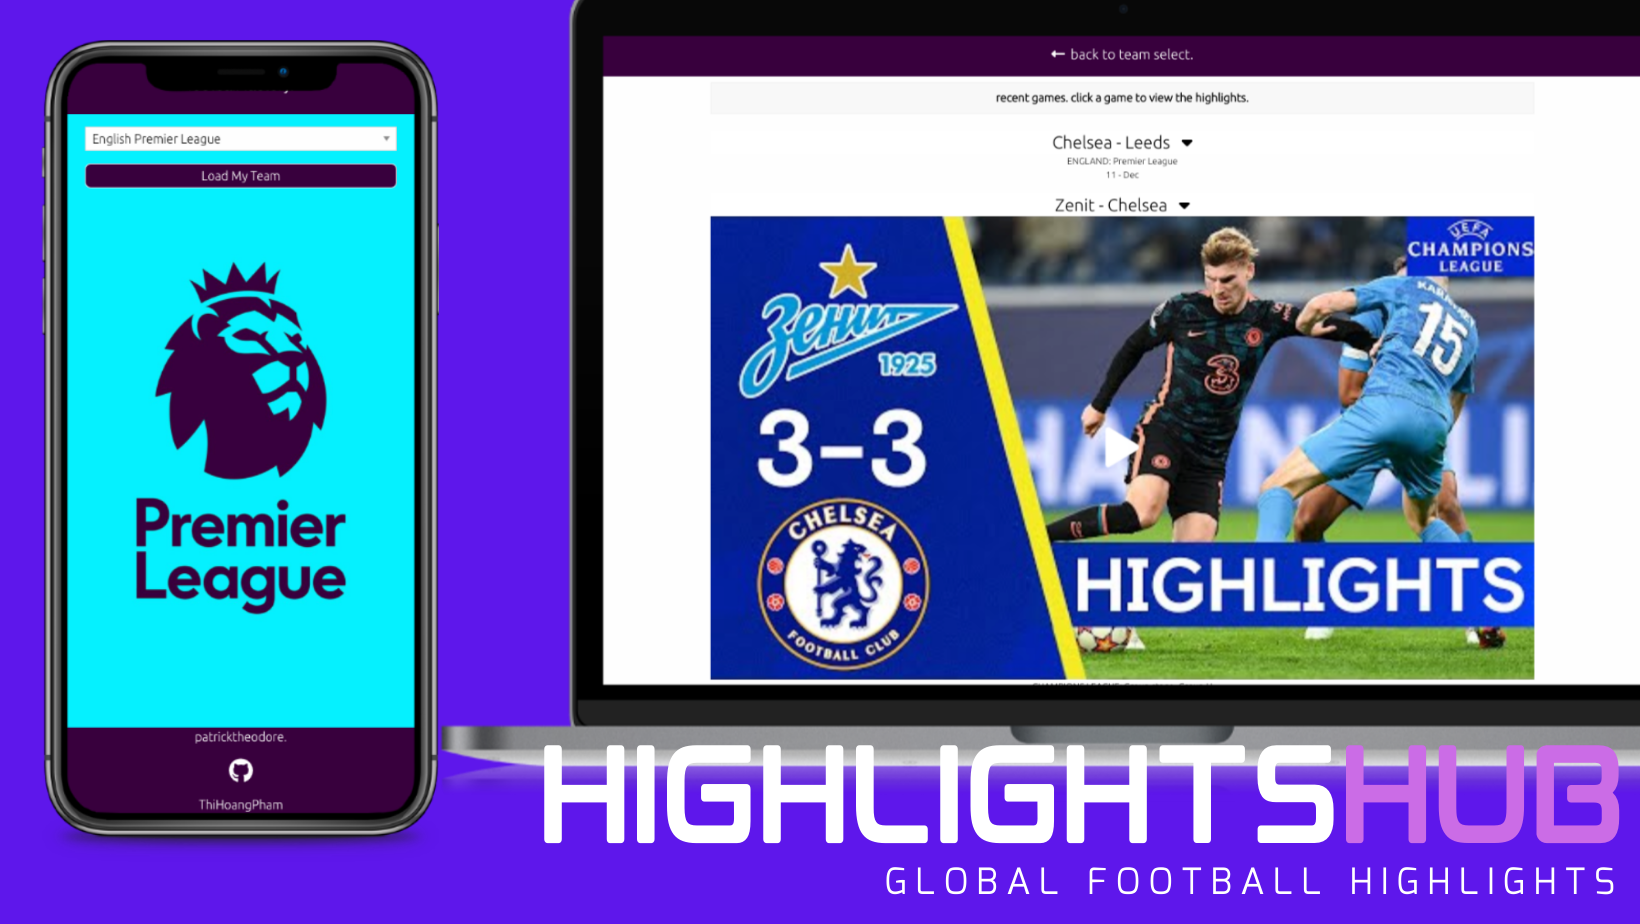 English Premier League
Load My Team
Premier
League
patricktheodore.
ThiHoangPham
← back to team select.
recent games. click a game to view the highlights.
Chelsea - Leeds
ENGLAND: Premier League
11 - Dec
Zenit - Chelsea
Зенит
1925
3-3
CHELSEA
FOOTBALL CLUB
UEFA
CHAMPIONS
LEAGUE
15
3
HIGHLIGHTS
HIGHLIGHTSHUB
GLOBAL FOOTBALL HIGHLIGHTS